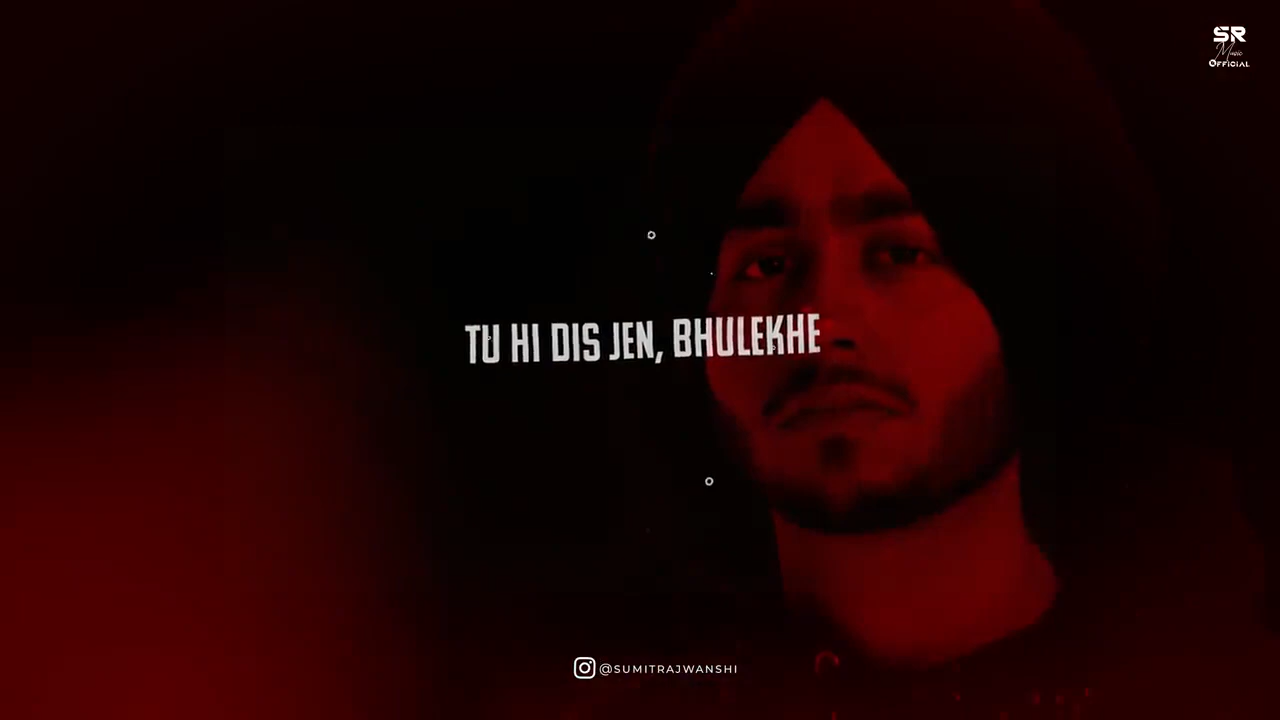 SR
Music
OFFICIAL
TU HI DIS JEN, BHULEKHE
@SUMITRAJWANSHI